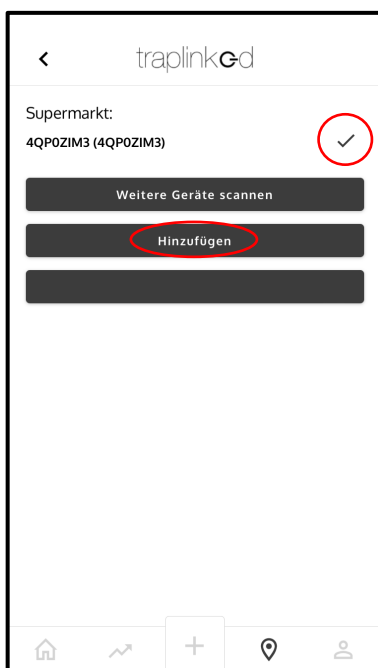 traplinked
Supermarkt:
4QP0ZIM3 (4QP0ZIM3)
Weitere Geräte scannen
Hinzufügen